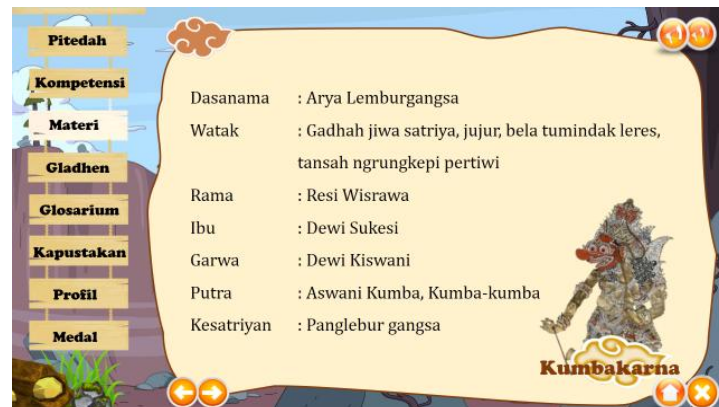 Pitedah
Kompetensi
Materi
Gladhen
Glosarium
Kapustakan
Profil
Medal
Dasanama : Arya Lemburgangsa
Watak : Gadhah jiwa satriya, jujur, bela tumindak leres,
tansah ngrungkepi pertiwi
Rama : Resi Wisrawa
Ibu : Dewi Sukesi
Garwa : Dewi Kiswani
Putra : Aswani Kumba, Kumba-kumba
Kesatriyan : Panglebur gangsa
Kumbakarna